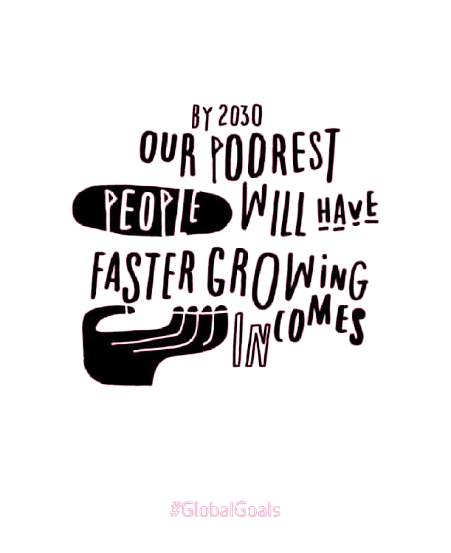 BY 2030
OUR POOREST
PEOPLE WILL HAVE
FASTER GROWING
INCOMES
#GlobalGoals